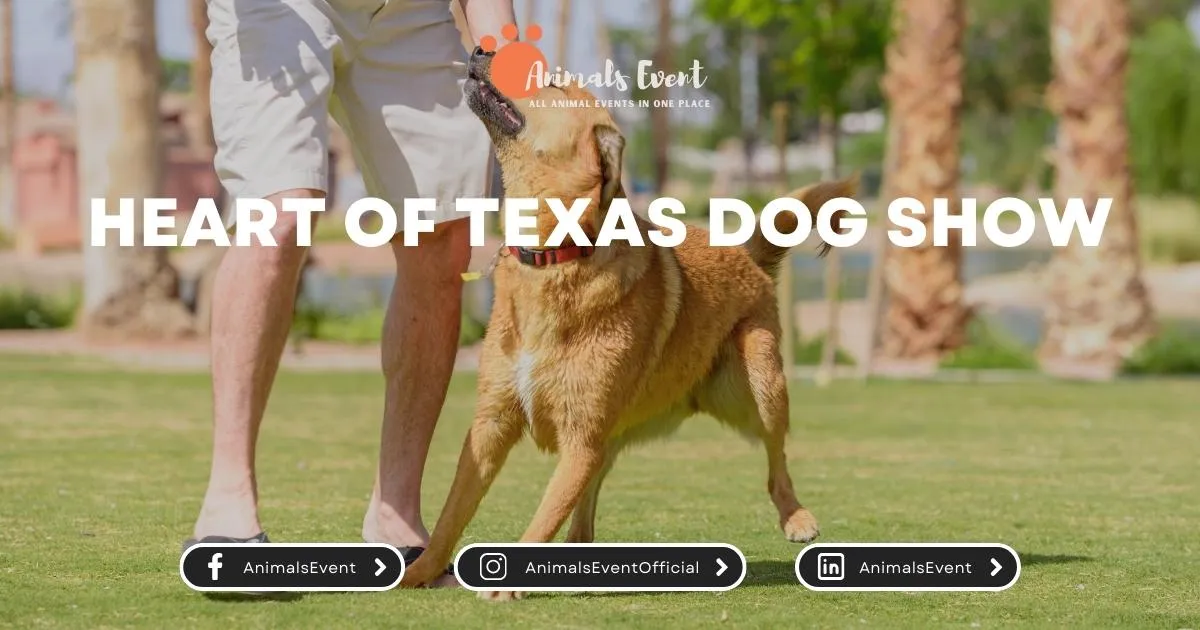 Animals Event
ALL ANIMAL EVENTS IN ONE PLACE
HEART OF TEXAS DOG SHOW
AnimalsEvent
AnimalsEventOfficial
AnimalsEvent